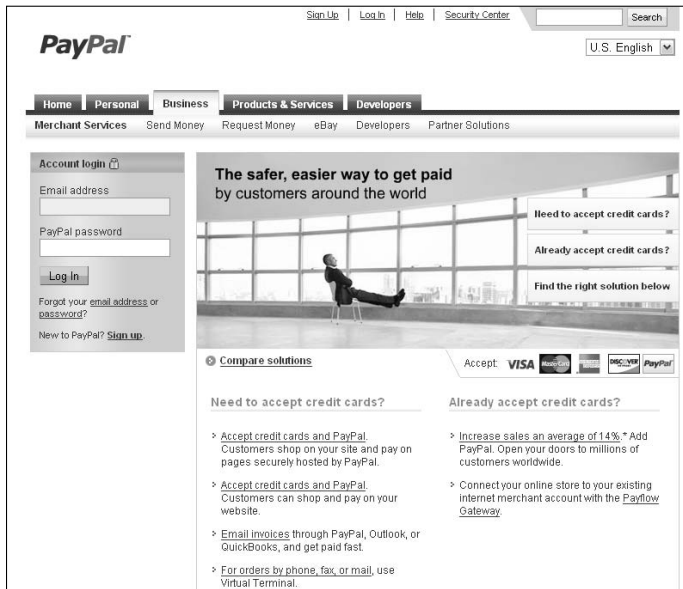 Sign Up | Log In | Help | Security Center
Search
PayPal
U.S. English
Home Personal Business Products & Services Developers
Merchant Services Send Money Request Money eBay Developers Partner Solutions
Account login
Email address
PayPal password
Log In
Forgot your email address or
password?
New to PayPal? Sign up.
The safer, easier way to get paid
by customers around the world
Need to accept credit cards?
Already accept credit cards?
Find the right solution below
Compare solutions
Accept: VISA MasterCard DISCOVER PayPal
Need to accept credit cards?
Accept credit cards and PayPal.
Customers shop on your site and pay on
pages securely hosted by PayPal.
Accept credit cards and PayPal.
Customers can shop and pay on your
website.
Email invoices through PayPal, Outlook, or
QuickBooks, and get paid fast.
For orders by phone, fax, or mail, use
Virtual Terminal.
Already accept credit cards?
Increase sales an average of 14%.* Add
PayPal. Open your doors to millions of
customers worldwide.
Connect your online store to your existing
internet merchant account with the Payflow
Gateway.